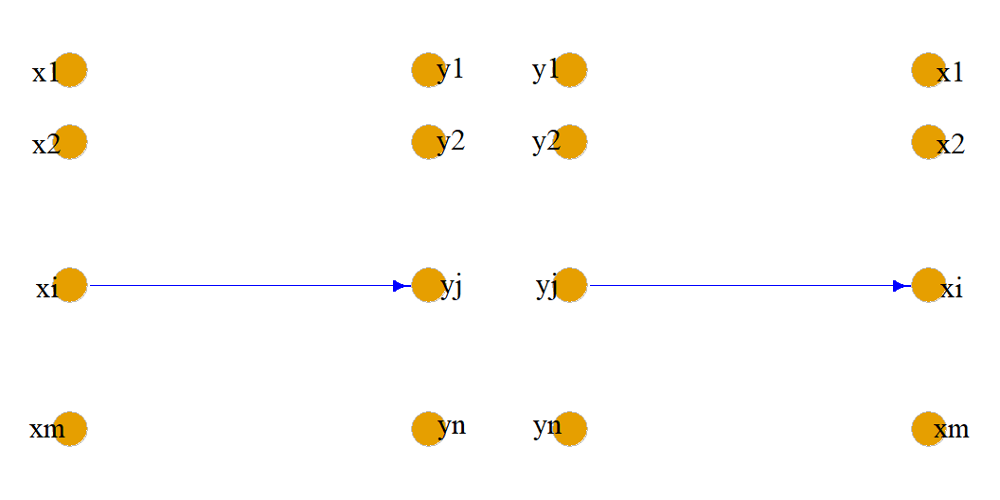 x1 y1 y1 x1
x2 y2 y2 x2
xi yj yj xi
xm yn yn xm